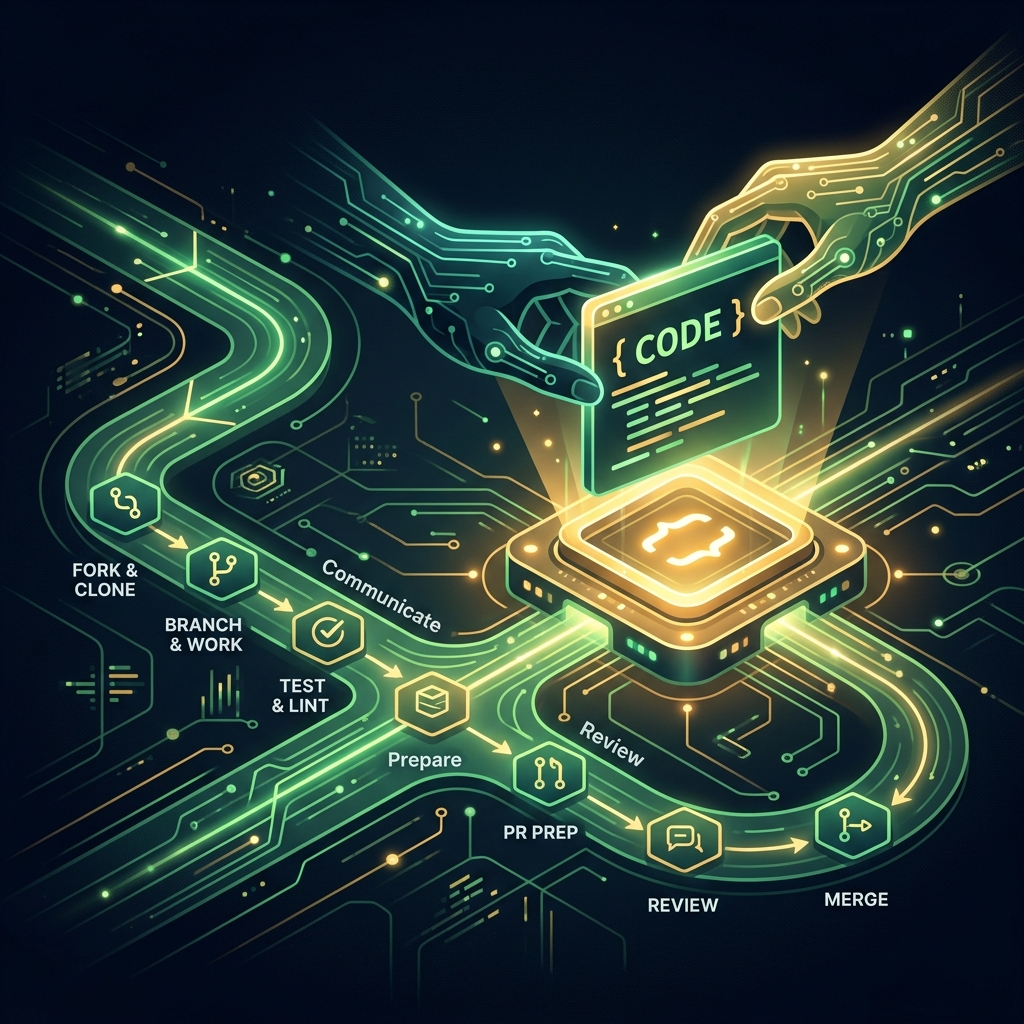 { CODE }
Communicate
FORK &
CLONE
BRANCH
& WORK
TEST
& LINT
Prepare
Review
PR PREP
REVIEW
MERGE